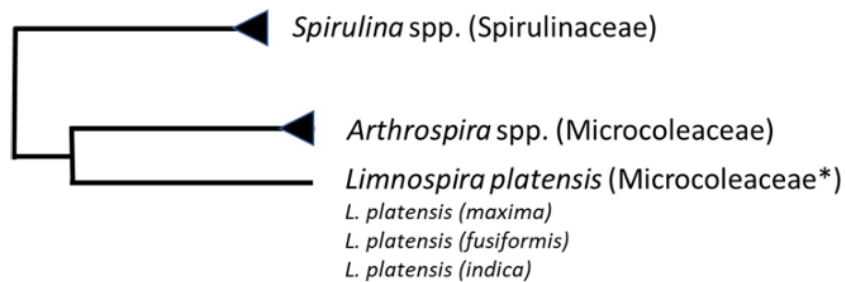 Spirulina spp. (Spirulinaceae)
Arthrospira spp. (Microcoleaceae)
Limnospira platensis (Microcoleaceae*)
L. platensis (maxima)
L. platensis (fusiformis)
L. platensis (indica)